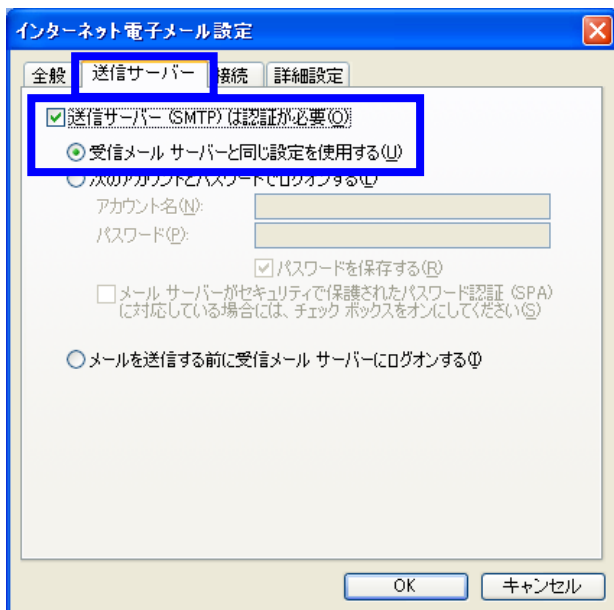 インターネット電子メール設定
全般 送信サーバー 接続 詳細設定
送信サーバー (SMTP) は認証が必要(O)
受信メール サーバーと同じ設定を使用する(U)
次のアカウントとパスワードでログオンする(L)
アカウント名(N):
パスワード(P):
パスワードを保存する(R)
メール サーバーがセキュリティで保護されたパスワード認証 (SPA)
に対応している場合には、チェック ボックスをオンにしてください(S)
メールを送信する前に受信メール サーバーにログオンする(I)
OK キャンセル